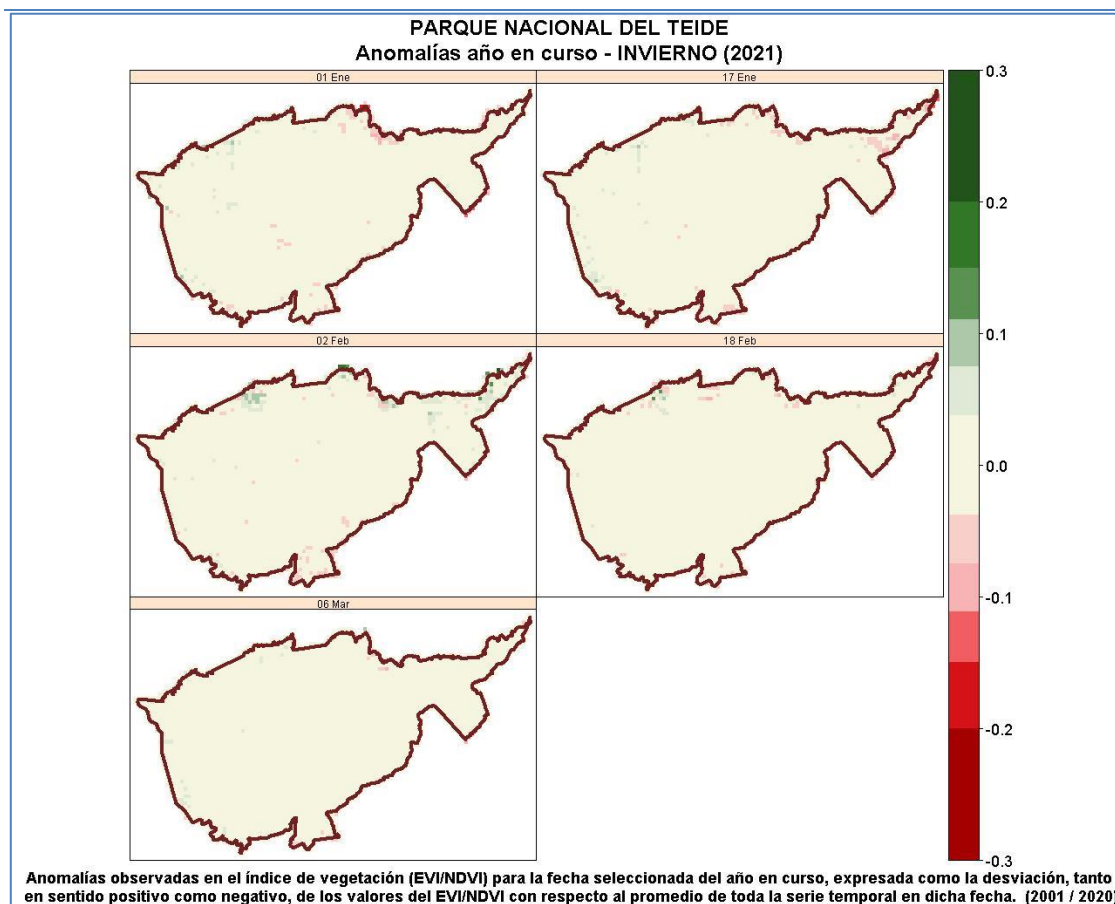 PARQUE NACIONAL DEL TEIDE
Anomalías año en curso - INVIERNO (2021)
01 Ene
17 Ene
02 Feb
18 Feb
06 Mar
0.3
0.2
0.1
0.0
-0.1
-0.2
-0.3
Anomalías observadas en el índice de vegetación (EVI/NDVI) para la fecha seleccionada del año en curso, expresada como la desviación, tanto
en sentido positivo como negativo, de los valores del EVI/NDVI con respecto al promedio de toda la serie temporal en dicha fecha. (2001 / 2020)